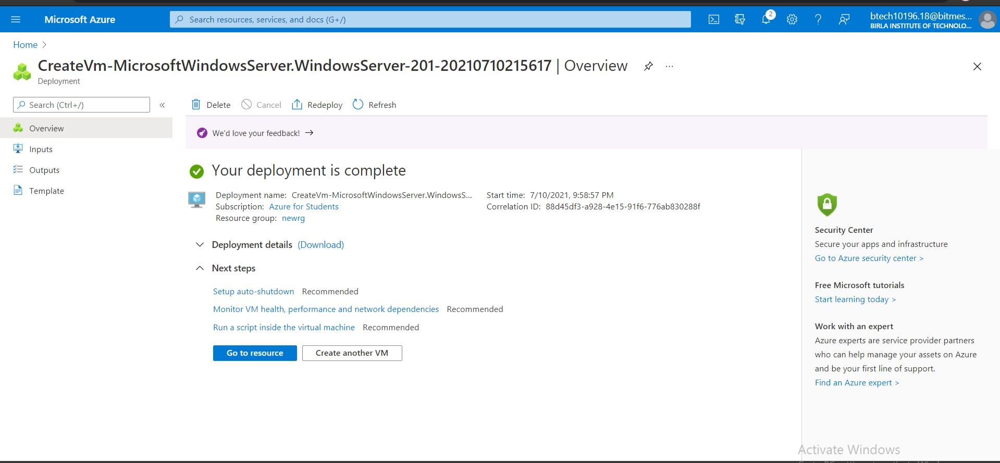 Microsoft Azure
Search resources, services, and docs (G+/)
2
btech10196.18@bitmes...
BIRLA INSTITUTE OF TECHNOLO...
Home >
CreateVm-MicrosoftWindowsServer.WindowsServer-201-20210710215617 | Overview
...
Deployment
Search (Ctrl+/)
«
Delete
Cancel
Redeploy
Refresh
Overview
Inputs
Outputs
Template
We'd love your feedback! →
Your deployment is complete
Deployment name: CreateVm-MicrosoftWindowsServer.WindowsS...
Subscription: Azure for Students
Resource group: newrg
Start time: 7/10/2021, 9:58:57 PM
Correlation ID: 88d45df3-a928-4e15-91f6-776ab830288f
Deployment details (Download)
Next steps
Setup auto-shutdown Recommended
Monitor VM health, performance and network dependencies Recommended
Run a script inside the virtual machine Recommended
Go to resource
Create another VM
Security Center
Secure your apps and infrastructure
Go to Azure security center >
Free Microsoft tutorials
Start learning today >
Work with an expert
Azure experts are service provider partners
who can help manage your assets on Azure
and be your first line of support.
Find an Azure expert >
Activate Windows